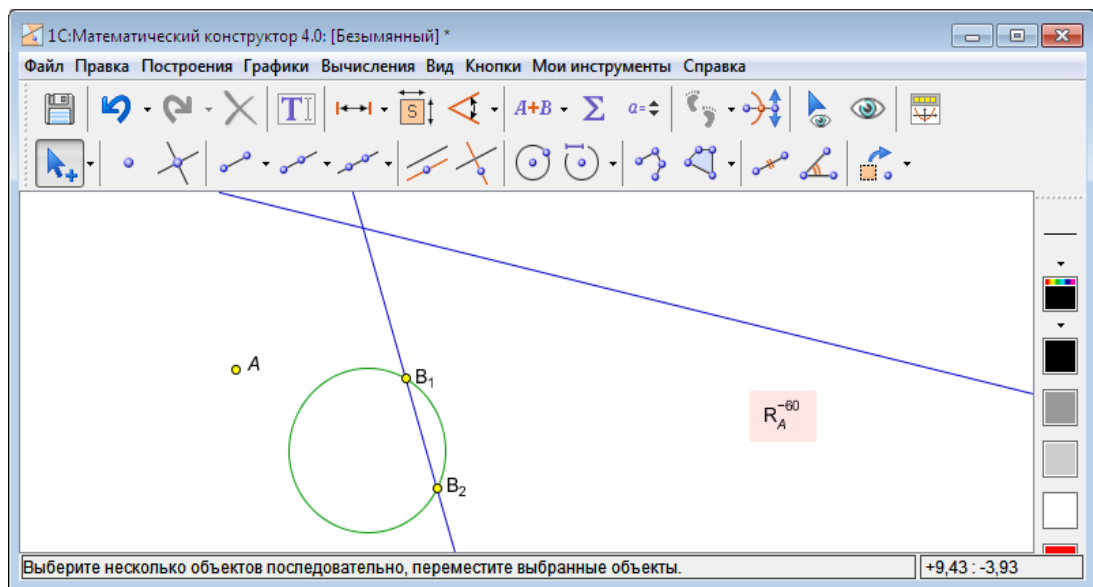 1С:Математический конструктор 4.0: [Безымянный] *
Файл Правка Построения Графики Вычисления Вид Кнопки Мои инструменты Справка
T S A+B Σ a=
A
B₁
R_A^-60
B₂
Выберите несколько объектов последовательно, переместите выбранные объекты. +9,43 : -3,93